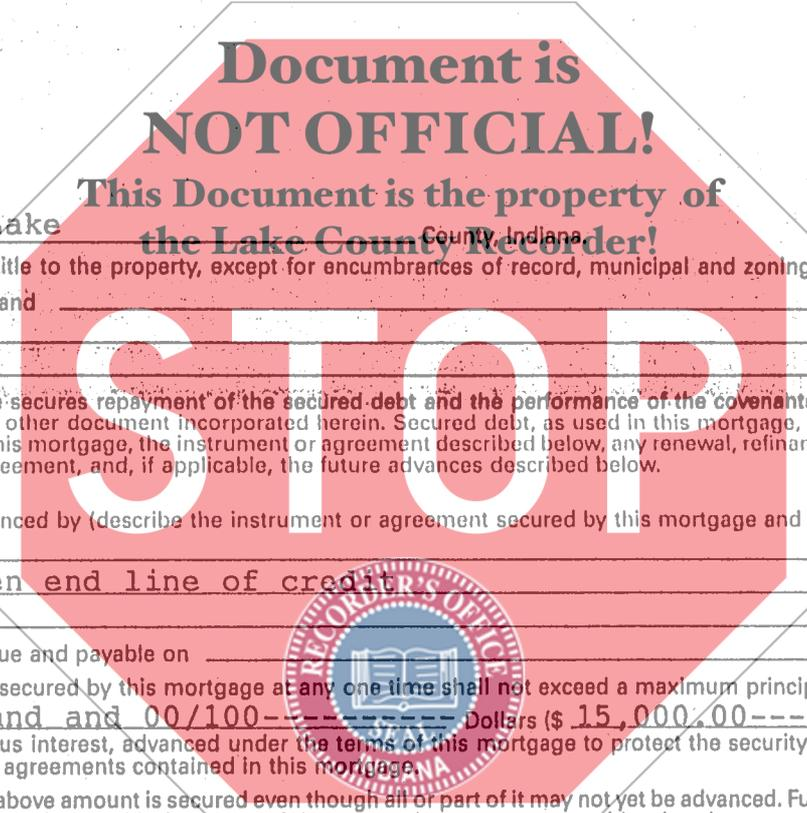 Document is
NOT OFFICIAL!
This Document is the property of
the Lake County Recorder!
Lake County, Indiana.
title to the property, except for encumbrances of record, municipal and zoning
and
STOP
secures repayment of the secured debt and the performance of the covenant
other document incorporated herein. Secured debt, as used in this mortgage,
his mortgage, the instrument or agreement described below, any renewal, refinan
eement, and, if applicable, the future advances described below.
nced by (describe the instrument or agreement secured by this mortgage and
en end line of credit
ue and payable on
secured by this mortgage at any one time shall not exceed a maximum princip
and and 00/100----------- Dollars ($ 15,000.00---
us interest, advanced under the terms of this mortgage to protect the security
agreements contained in this mortgage.
above amount is secured even though all or part of it may not yet be advanced. Fu
RECORDER'S OFFICE
SEAL
INDIANA